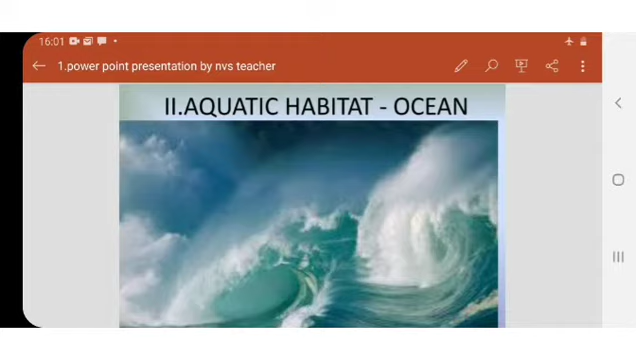 16:01
1.power point presentation by nvs teacher
II.AQUATIC HABITAT - OCEAN